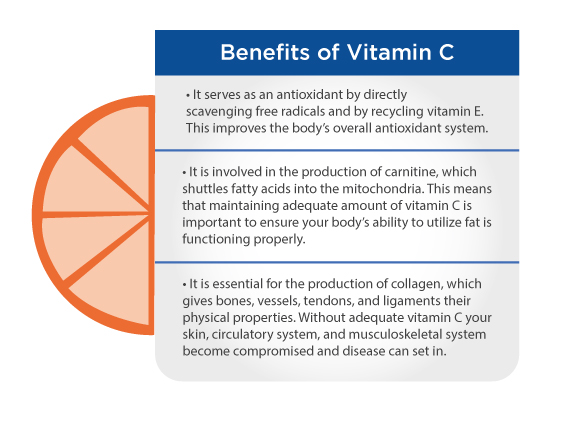 Benefits of Vitamin C
• It serves as an antioxidant by directly
scavenging free radicals and by recycling vitamin E.
This improves the body’s overall antioxidant system.
• It is involved in the production of carnitine, which
shuttles fatty acids into the mitochondria. This means
that maintaining adequate amount of vitamin C is
important to ensure your body’s ability to utilize fat is
functioning properly.
• It is essential for the production of collagen, which
gives bones, vessels, tendons, and ligaments their
physical properties. Without adequate vitamin C your
skin, circulatory system, and musculoskeletal system
become compromised and disease can set in.